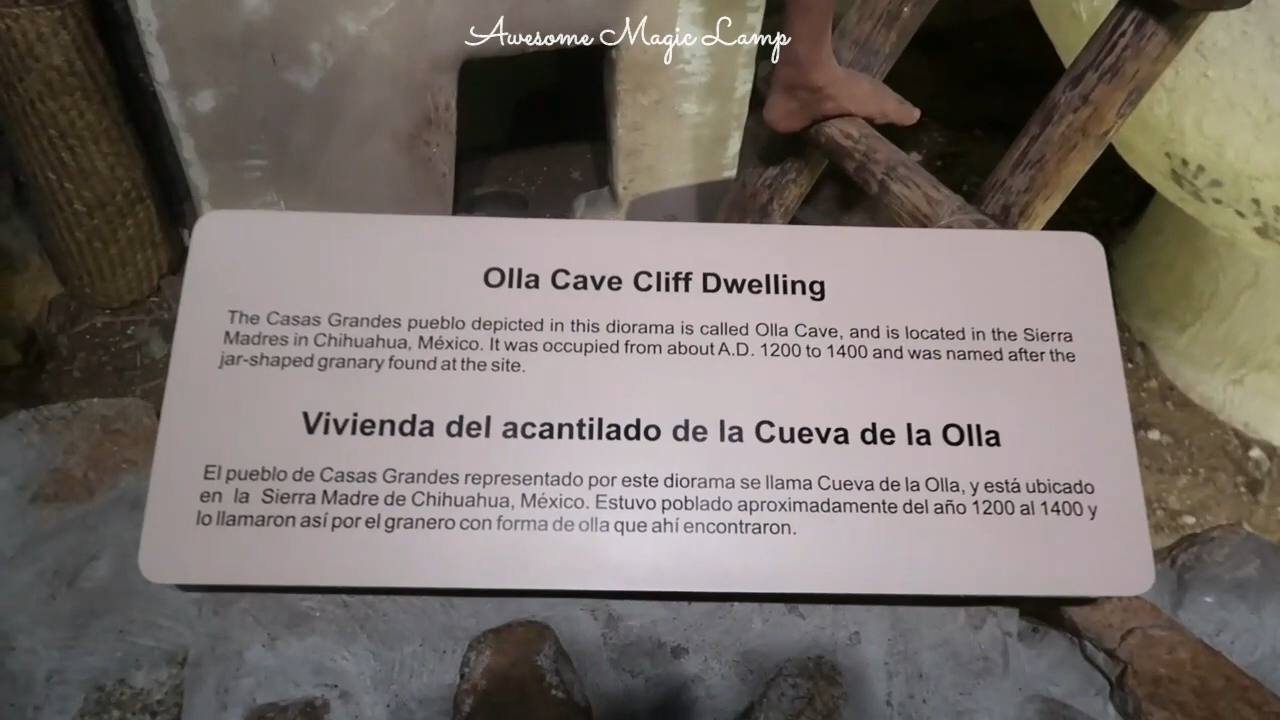 Awesome Magic Lamp
Olla Cave Cliff Dwelling
The Casas Grandes pueblo depicted in this diorama is called Olla Cave, and is located in the Sierra
Madres in Chihuahua, México. It was occupied from about A.D. 1200 to 1400 and was named after the
jar-shaped granary found at the site.
Vivienda del acantilado de la Cueva de la Olla
El pueblo de Casas Grandes representado por este diorama se llama Cueva de la Olla, y está ubicado
en la Sierra Madre de Chihuahua, México. Estuvo poblado aproximadamente del año 1200 al 1400 y
lo llamaron así por el granero con forma de olla que ahí encontraron.